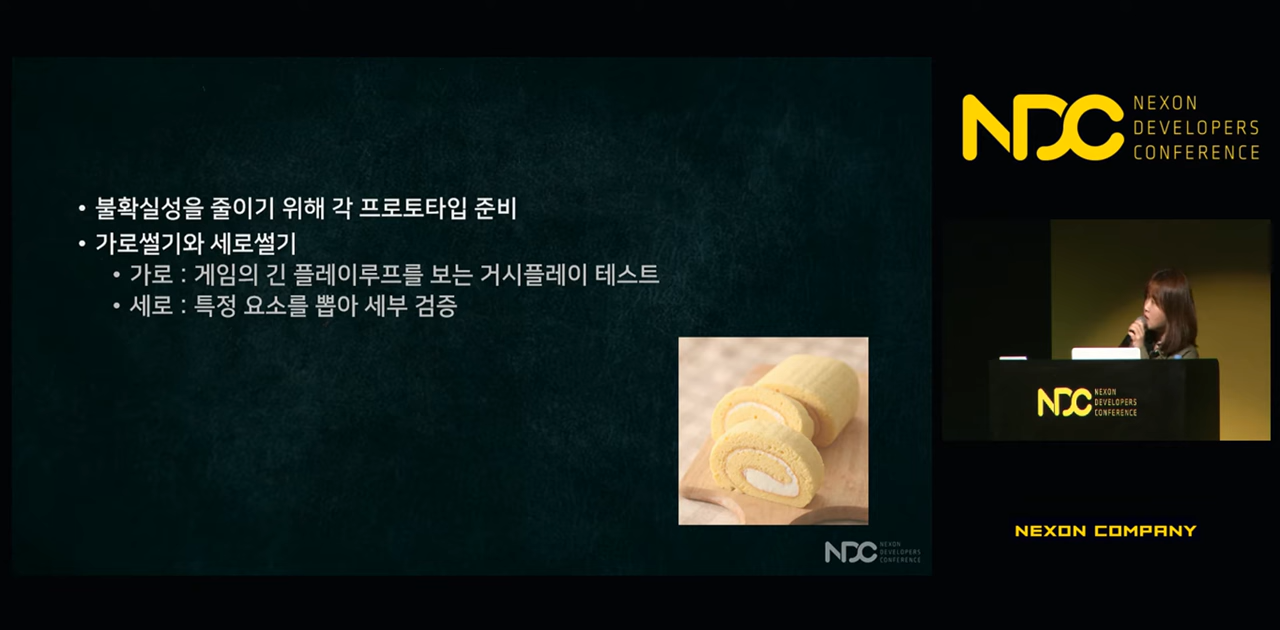 • 불확실성을 줄이기 위해 각 프로토타입 준비
• 가로썰기와 세로썰기
• 가로 : 게임의 긴 플레이루프를 보는 거시플레이 테스트
• 세로 : 특정 요소를 뽑아 세부 검증
NDC NEXON DEVELOPERS CONFERENCE
NDC
NEXON
DEVELOPERS
CONFERENCE
NDC
NEXON
DEVELOPERS
CONFERENCE
NEXON COMPANY